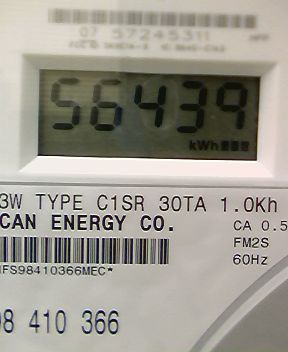 07 57245311
56439
kWh
3W TYPE C1SR 30TA 1.0Kh
CAN ENERGY CO.
CA 0.5
FM2S
60Hz
IFS98410366MEC*
98 410 366